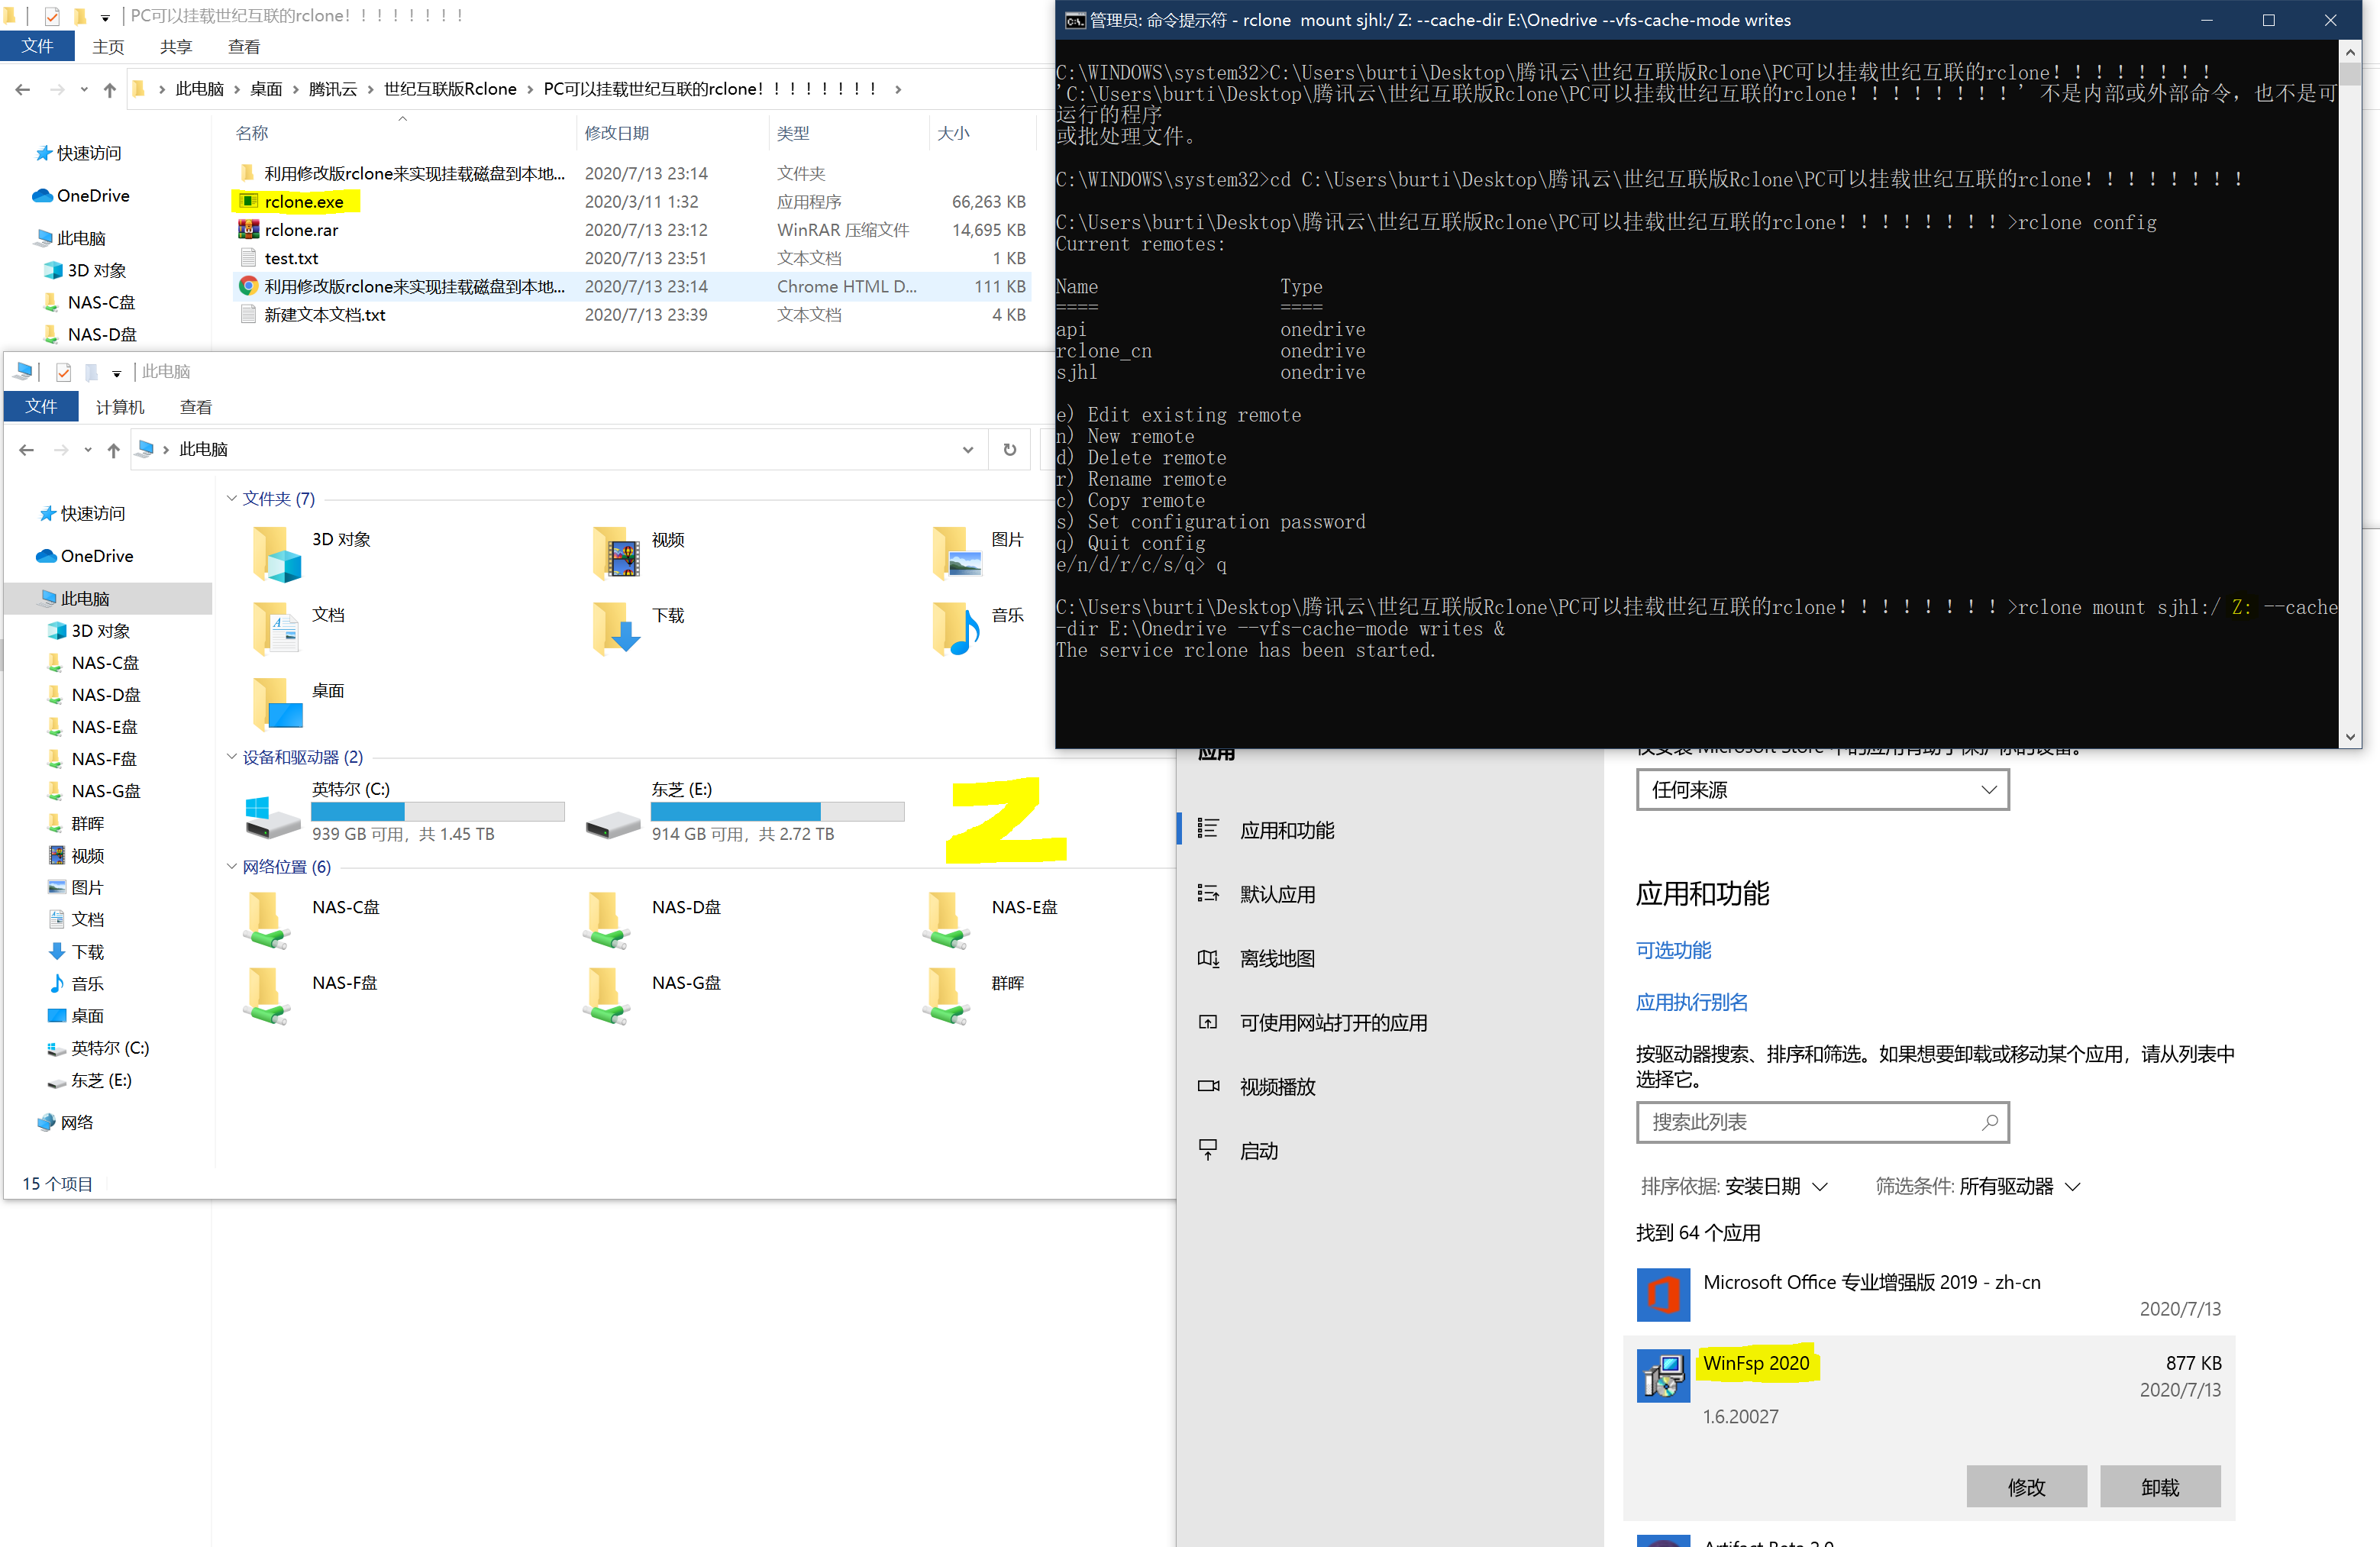 PC可以挂载世纪互联的rclone！！！！！！！
文件 主页 共享 查看
此电脑 桌面 腾讯云 世纪互联版Rclone PC可以挂载世纪互联的rclone！！！！！！！！
名称 修改日期 类型 大小
利用修改版rclone来实现挂载磁盘到本地... 2020/7/13 23:14 文件夹
rclone.exe 2020/3/11 1:32 应用程序 66,263 KB
rclone.rar 2020/7/13 23:12 WinRAR 压缩文件 14,695 KB
test.txt 2020/7/13 23:51 文本文档 1 KB
利用修改版rclone来实现挂载磁盘到本地... 2020/7/13 23:14 Chrome HTML D... 111 KB
新建文本文档.txt 2020/7/13 23:39 文本文档 4 KB
快速访问
OneDrive
此电脑
3D 对象
NAS-C盘
NAS-D盘
此电脑
文件 计算机 查看
此电脑
快速访问
OneDrive
此电脑
3D 对象
NAS-C盘
NAS-D盘
NAS-E盘
NAS-F盘
NAS-G盘
群晖
视频
图片
文档
下载
音乐
桌面
英特尔 (C:)
东芝 (E:)
网络
15 个项目
文件夹 (7)
3D 对象 视频 图片
文档 下载 音乐
桌面
设备和驱动器 (2)
英特尔 (C:)
939 GB 可用，共 1.45 TB
东芝 (E:)
914 GB 可用，共 2.72 TB
Z
网络位置 (6)
NAS-C盘 NAS-D盘 NAS-E盘
NAS-F盘 NAS-G盘 群晖
管理员: 命令提示符 - rclone  mount sjhl:/ Z: --cache-dir E:\Onedrive --vfs-cache-mode writes
C:\WINDOWS\system32>C:\Users\burti\Desktop\腾讯云\世纪互联版Rclone\PC可以挂载世纪互联的rclone！！！！！！！！
'C:\Users\burti\Desktop\腾讯云\世纪互联版Rclone\PC可以挂载世纪互联的rclone！！！！！！！！' 不是内部或外部命令，也不是可
运行的程序
或批处理文件。
C:\WINDOWS\system32>cd C:\Users\burti\Desktop\腾讯云\世纪互联版Rclone\PC可以挂载世纪互联的rclone！！！！！！！！
C:\Users\burti\Desktop\腾讯云\世纪互联版Rclone\PC可以挂载世纪互联的rclone！！！！！！！！>rclone config
Current remotes:
Name Type
==== ====
api onedrive
rclone_cn onedrive
sjhl onedrive
e) Edit existing remote
n) New remote
d) Delete remote
r) Rename remote
c) Copy remote
s) Set configuration password
q) Quit config
e/n/d/r/c/s/q> q
C:\Users\burti\Desktop\腾讯云\世纪互联版Rclone\PC可以挂载世纪互联的rclone！！！！！！！！>rclone mount sjhl:/ Z: --cache
-dir E:\Onedrive --vfs-cache-mode writes &
The service rclone has been started.
应用
应用和功能
默认应用
离线地图
可使用网站打开的应用
视频播放
启动
任何来源
应用和功能
可选功能
应用执行别名
按驱动器搜索、排序和筛选。如果想要卸载或移动某个应用，请从列表中
选择它。
搜索此列表
排序依据: 安装日期 筛选条件: 所有驱动器
找到 64 个应用
Microsoft Office 专业增强版 2019 - zh-cn
2020/7/13
WinFsp 2020 877 KB
2020/7/13
1.6.20027
修改 卸载